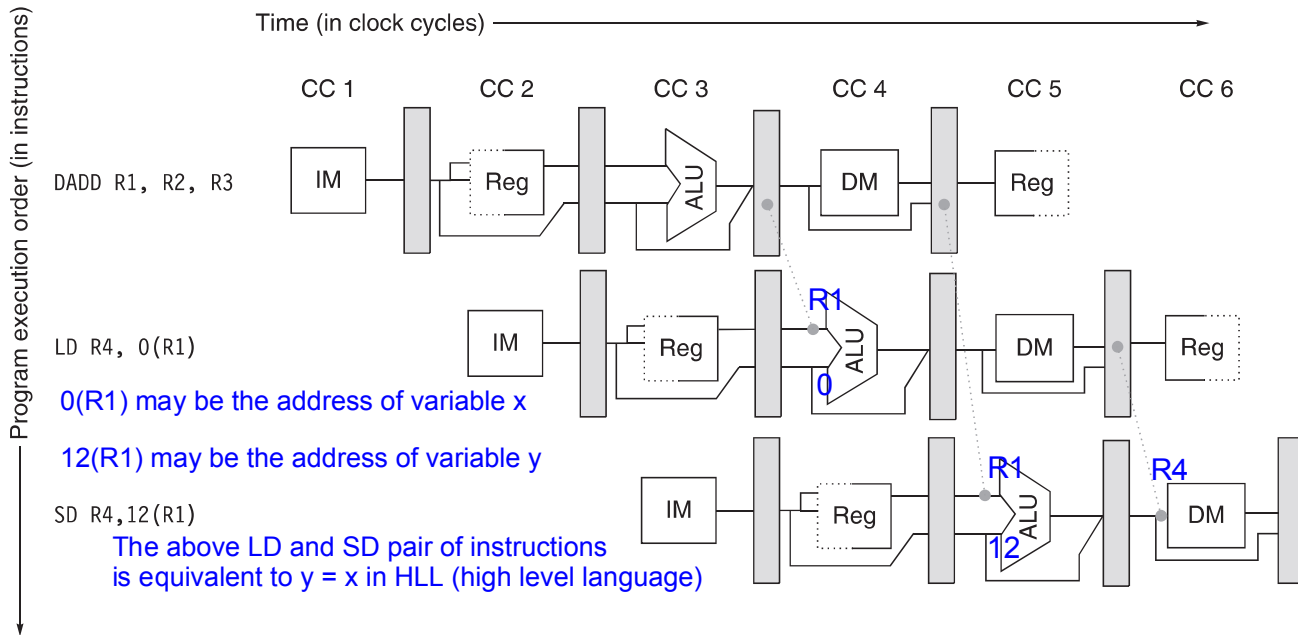 Time (in clock cycles)
Program execution order (in instructions)
CC 1 CC 2 CC 3 CC 4 CC 5 CC 6
DADD R1, R2, R3
IM Reg ALU DM Reg
LD R4, 0(R1)
IM Reg R1 0 ALU DM Reg
0(R1) may be the address of variable x
12(R1) may be the address of variable y
SD R4,12(R1)
IM Reg R1 12 ALU R4 DM
The above LD and SD pair of instructions
is equivalent to y = x in HLL (high level language)